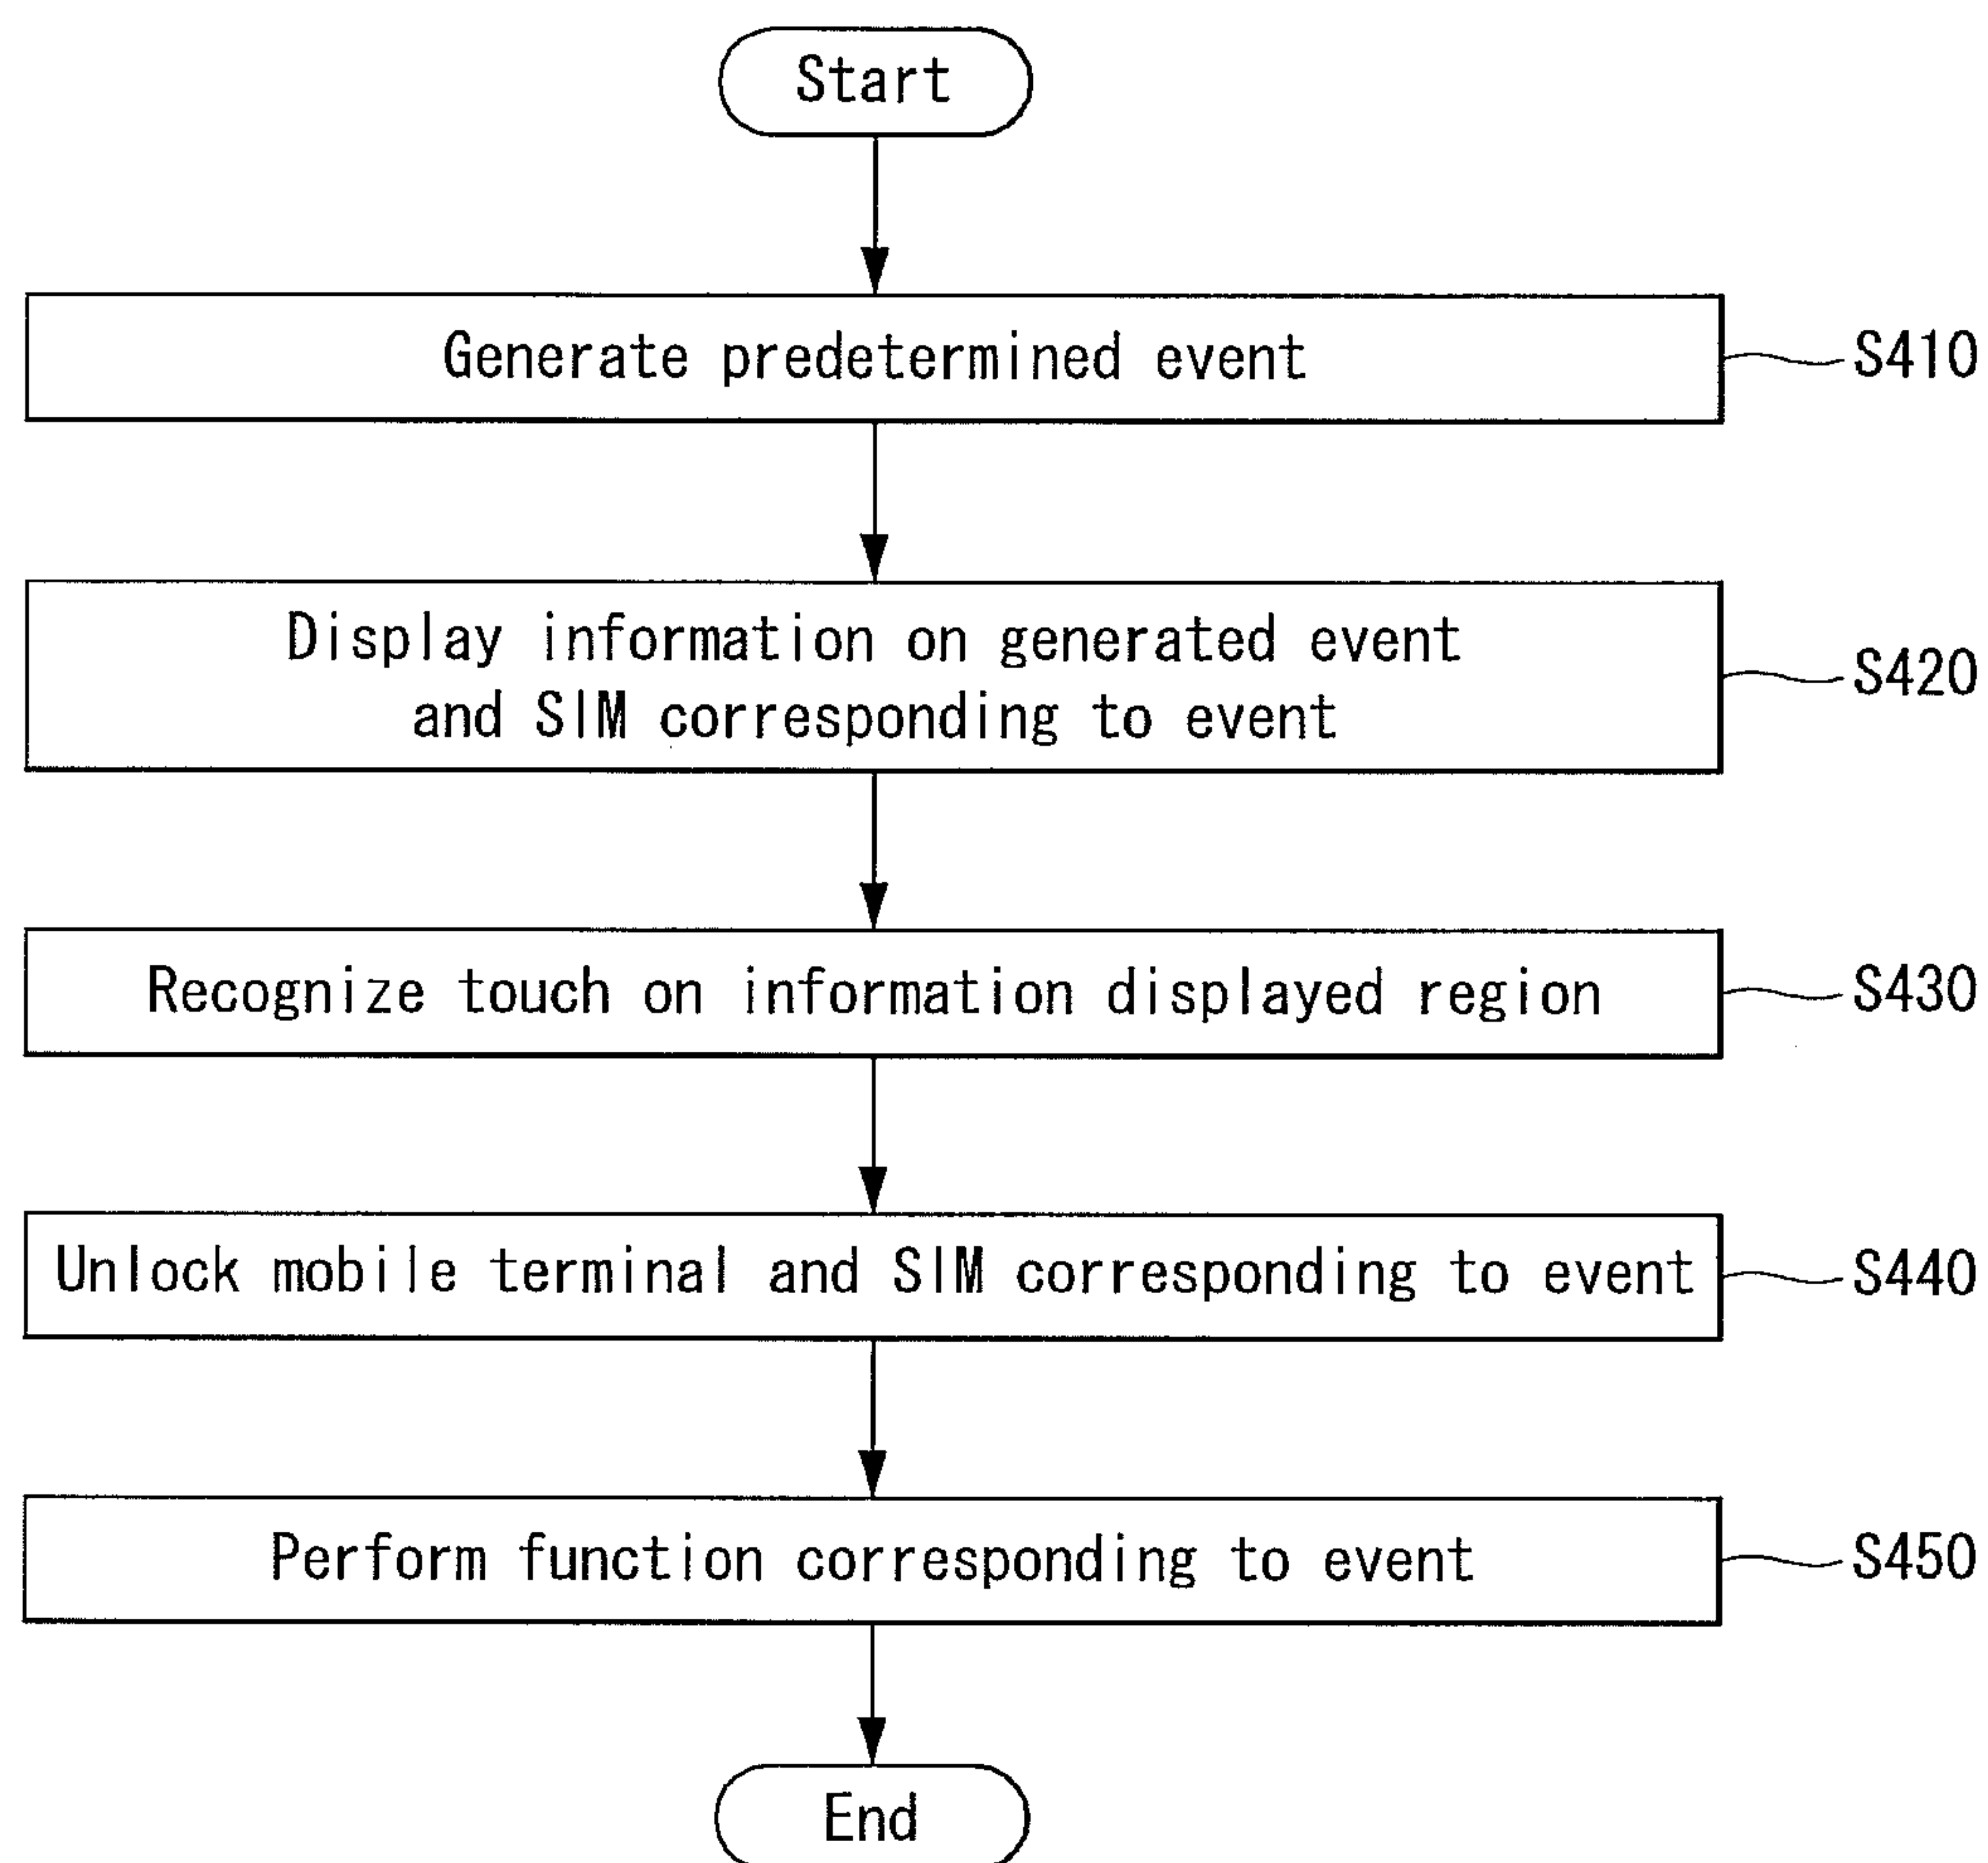 Start
Generate predetermined event
S410
Display information on generated event
and SIM corresponding to event
S420
Recognize touch on information displayed region
S430
Unlock mobile terminal and SIM corresponding to event
S440
Perform function corresponding to event
S450
End